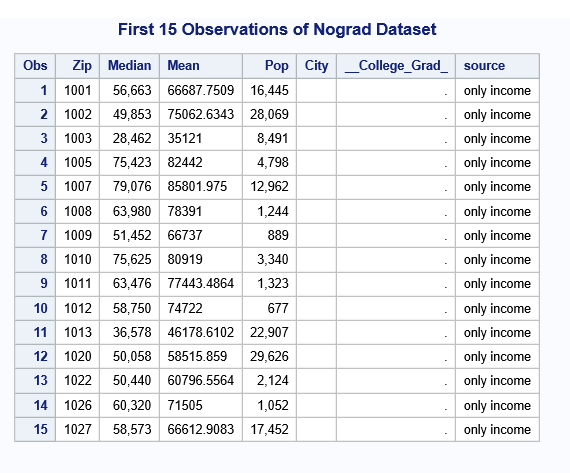 First 15 Observations of Nograd Dataset
Obs Zip Median Mean Pop City __College_Grad_ source
1 1001 56,663 66687.7509 16,445 . only income
2 1002 49,853 75062.6343 28,069 . only income
3 1003 28,462 35121 8,491 . only income
4 1005 75,423 82442 4,798 . only income
5 1007 79,076 85801.975 12,962 . only income
6 1008 63,980 78391 1,244 . only income
7 1009 51,452 66737 889 . only income
8 1010 75,625 80919 3,340 . only income
9 1011 63,476 77443.4864 1,323 . only income
10 1012 58,750 74722 677 . only income
11 1013 36,578 46178.6102 22,907 . only income
12 1020 50,058 58515.859 29,626 . only income
13 1022 50,440 60796.5564 2,124 . only income
14 1026 60,320 71505 1,052 . only income
15 1027 58,573 66612.9083 17,452 . only income